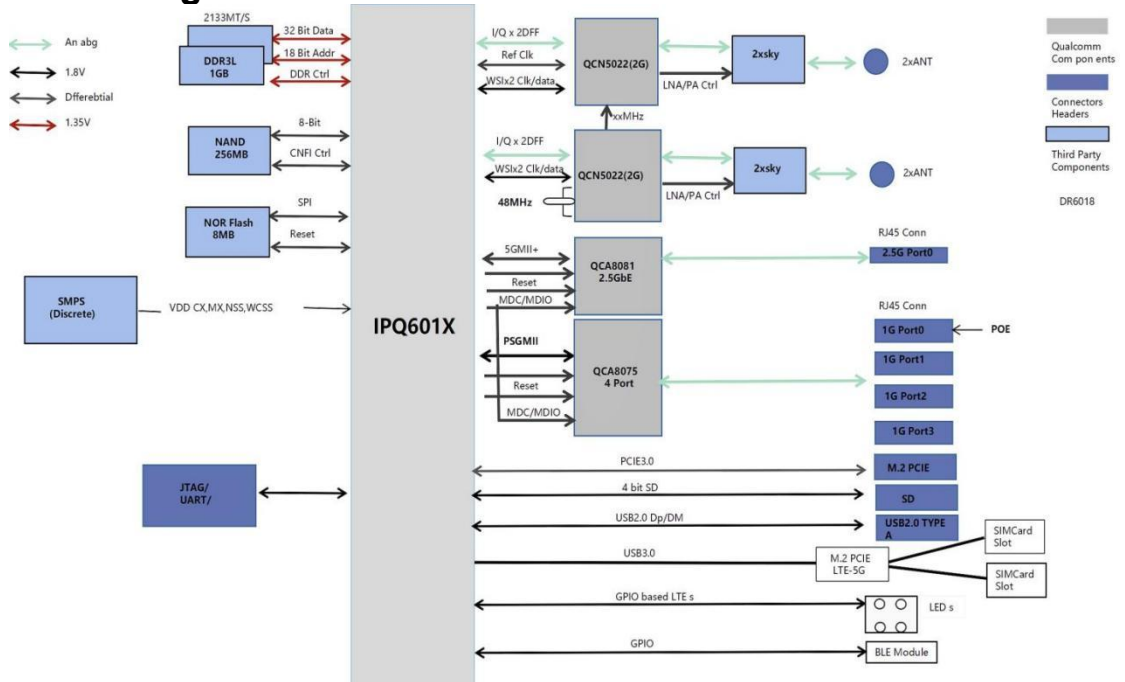 An abg
1.8V
Dfferebtial
1.35V
2133MT/S
DDR3L
1GB
32 Bit Data
18 Bit Addr
DDR Ctrl
NAND
256MB
8-Bit
CNFI Ctrl
NOR Flash
8MB
SPI
Reset
SMPS
(Discrete)
VDD CX,MX,NSS,WCSS
JTAG/
UART/
IPQ601X
I/Q x 2DFF
Ref Clk
WSIx2 Clk/data
QCN5022(2G)
LNA/PA Ctrl
2xsky
2xANT
xxMHz
I/Q x 2DFF
WSIx2 Clk/data
48MHz
QCN5022(2G)
LNA/PA Ctrl
2xsky
2xANT
5GMII+
Reset
MDC/MDIO
QCA8081
2.5GbE
RJ45 Conn
2.5G Port0
PSGMII
Reset
MDC/MDIO
QCA8075
4 Port
RJ45 Conn
1G Port0
POE
1G Port1
1G Port2
1G Port3
PCIE3.0
M.2 PCIE
4 bit SD
SD
USB2.0 Dp/DM
USB2.0 TYPE
A
USB3.0
M.2 PCIE
LTE-5G
SIMCard
Slot
SIMCard
Slot
GPIO based LTE s
LED s
GPIO
BLE Module
Qualcomm
Com pon ents
Connectors
Headers
Third Party
Components
DR6018